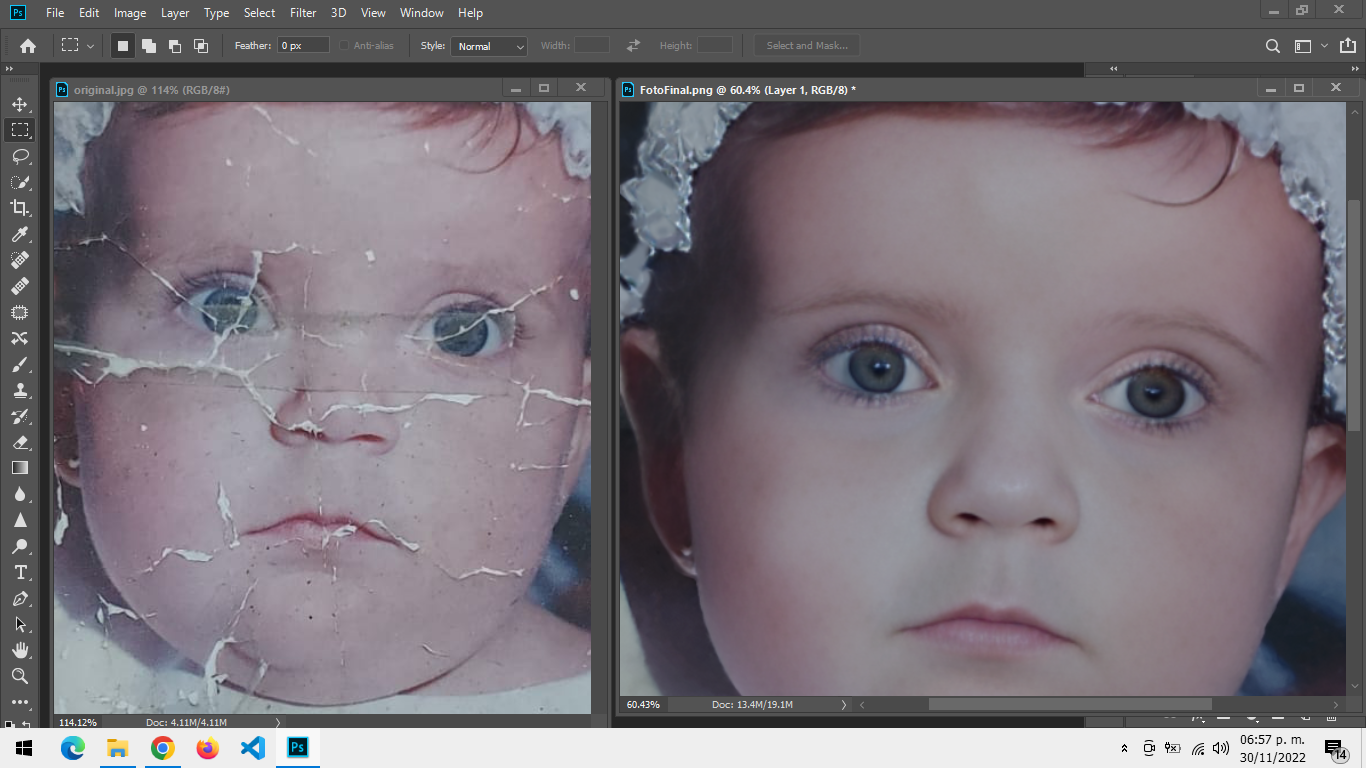 Ps File Edit Image Layer Type Select Filter 3D View Window Help
Feather: 0 px Anti-alias Style: Normal Width: Height: Select and Mask...
Ps original.jpg @ 114% (RGB/8#)
Ps FotoFinal.png @ 60.4% (Layer 1, RGB/8) *
114.12% Doc: 4.11M/4.11M
60.43% Doc: 13.4M/19.1M
Ps
06:57 p. m.
30/11/2022
14